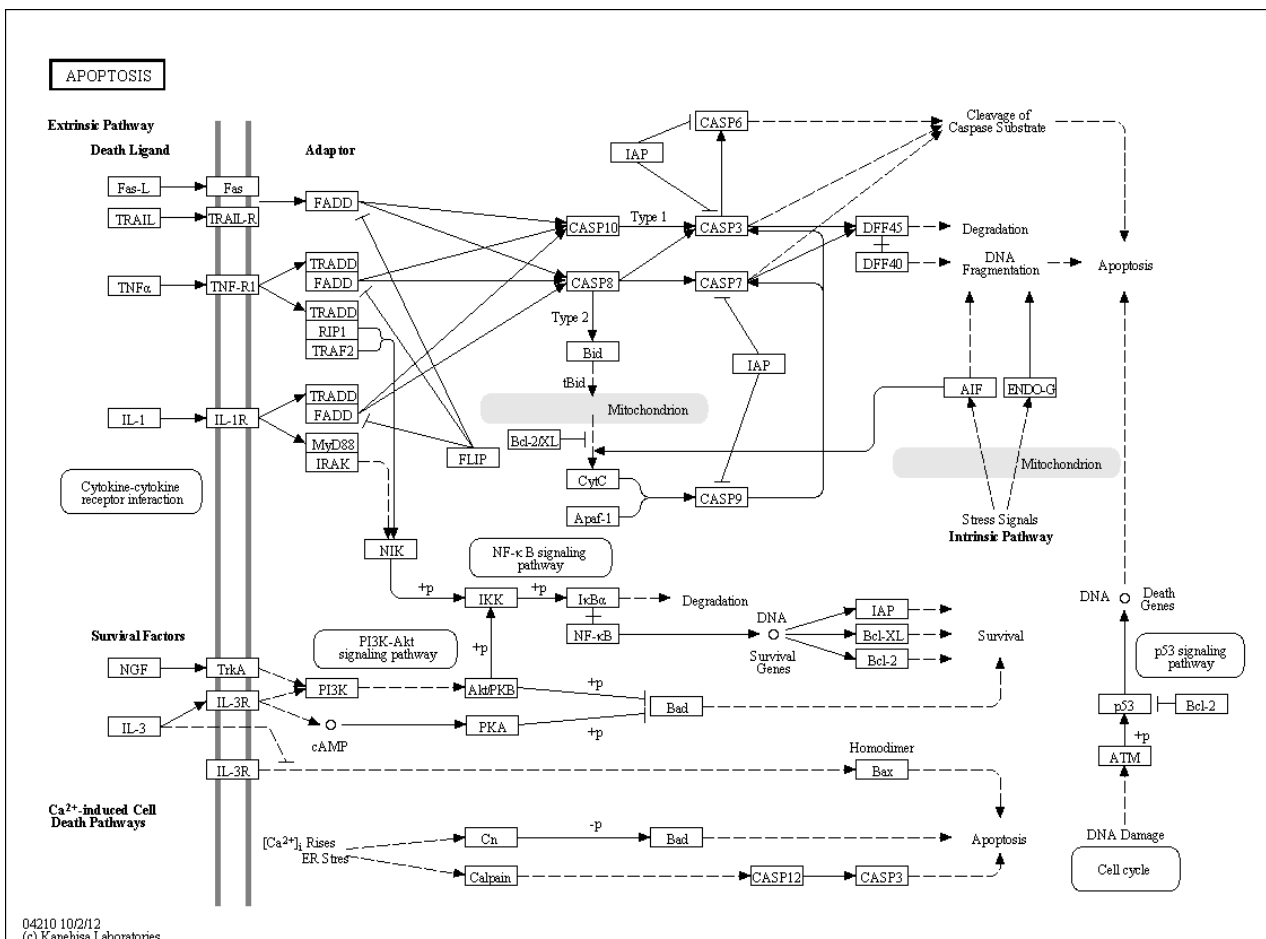 APOPTOSIS
Extrinsic Pathway
Death Ligand
Adaptor
Fas-L
Fas
FADD
TRAIL
TRAIL-R
TNFα
TNF-R1
TRADD
FADD
TRADD
RIP1
TRAF2
IL-1
IL-1R
TRADD
FADD
MyD88
IRAK
FLIP
Cytokine-cytokine
receptor interaction
CASP6
IAP
CASP10
Type 1
CASP3
CASP8
CASP7
Type 2
Bid
tBid
IAP
Mitochondrion
Bcl-2/XL
CytC
Apaf-1
CASP9
Cleavage of
Caspase Substrate
DFF45
Degradation
DFF40
DNA
Fragmentation
Apoptosis
AIF
ENDO-G
Mitochondrion
Stress Signals
Intrinsic Pathway
NIK
NF-κ B signaling
pathway
+p
IKK
+p
IκBα
Degradation
NF-κB
DNA
Survival
Genes
IAP
Bcl-XL
Bcl-2
Survival
Survival Factors
PI3K-Akt
signaling pathway
+p
NGF
TrkA
PI3K
Akt/PKB
+p
IL-3R
Bad
IL-3
cAMP
PKA
+p
IL-3R
Homodimer
Bax
DNA
Death
Genes
p53 signaling
pathway
p53
Bcl-2
+p
ATM
DNA Damage
Cell cycle
Ca2+-induced Cell
Death Pathways
[Ca2+]i Rises
ER Stres
Cn
-p
Bad
Apoptosis
Calpain
CASP12
CASP3
04210 10/2/12
(c) Kanehisa Laboratories